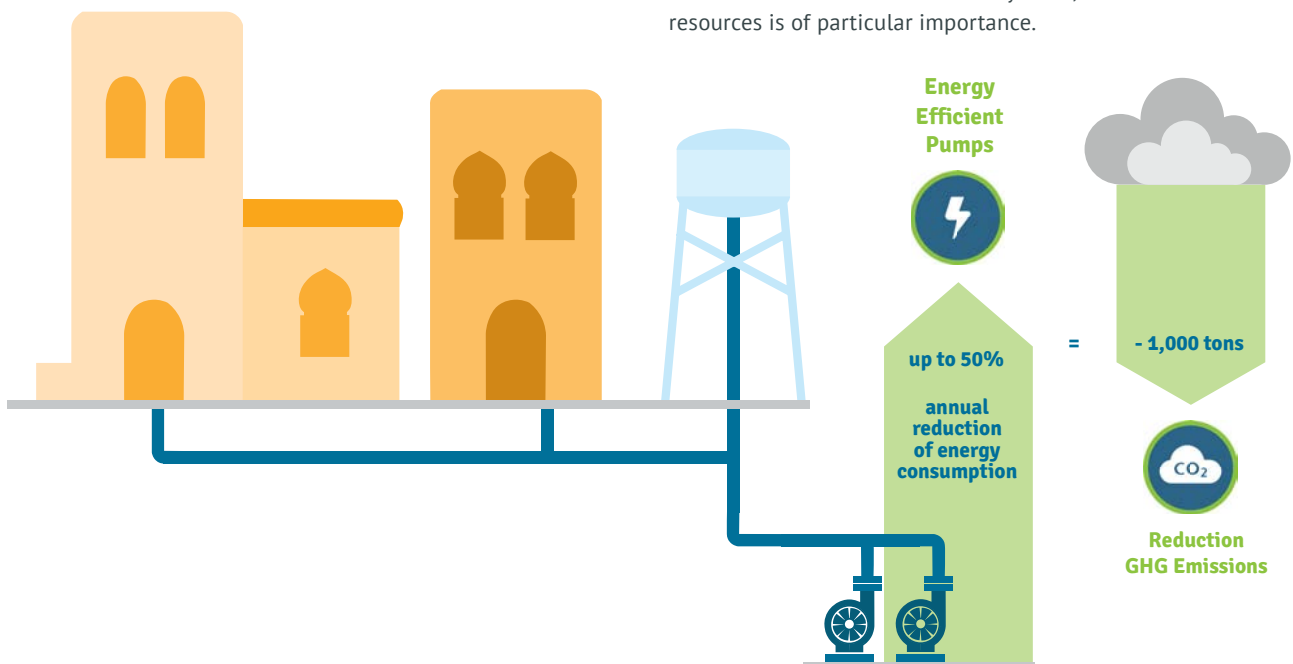 resources is of particular importance.
Energy
Efficient
Pumps
up to 50%
annual
reduction
of energy
consumption
=
- 1,000 tons
CO₂
Reduction
GHG Emissions